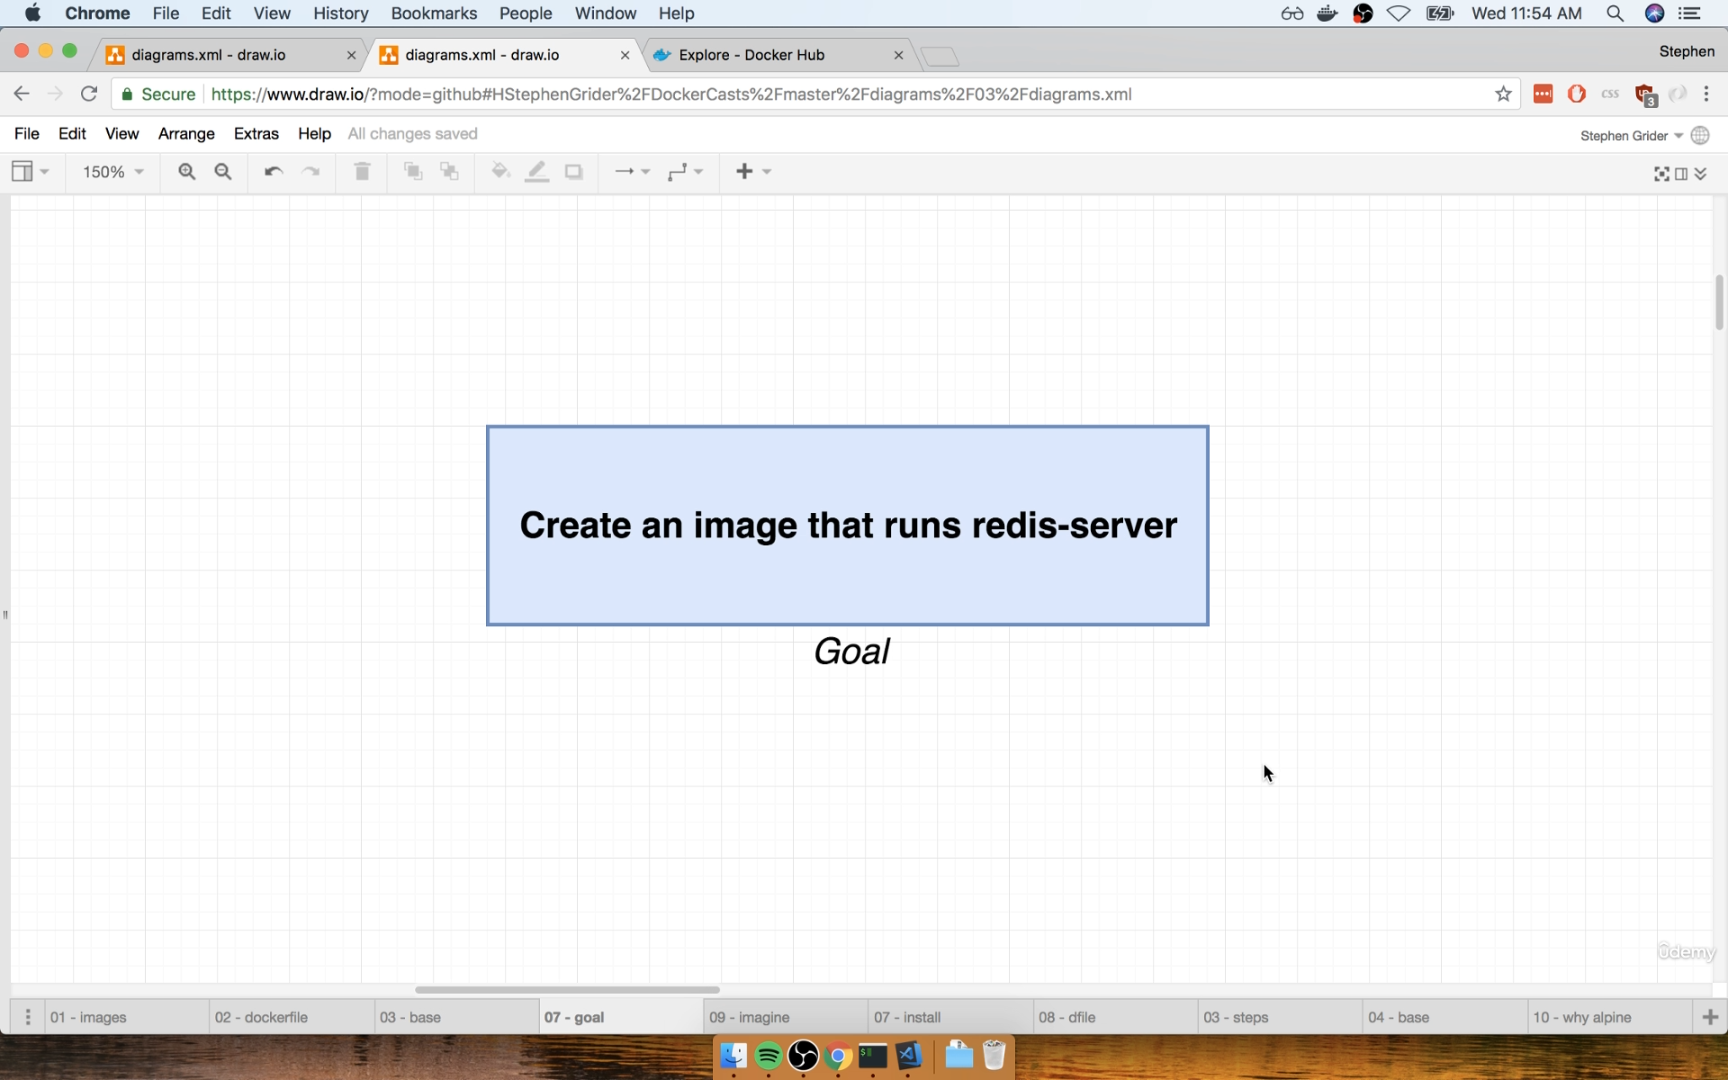 Chrome File Edit View History Bookmarks People Window Help Wed 11:54 AM
diagrams.xml - draw.io diagrams.xml - draw.io Explore - Docker Hub Stephen
Secure https://www.draw.io/?mode=github#HStephenGrider%2FDockerCasts%2Fmaster%2Fdiagrams%2F03%2Fdiagrams.xml css 3
File Edit View Arrange Extras Help All changes saved Stephen Grider
150%
Create an image that runs redis-server
Goal
ûdemy
01 - images 02 - dockerfile 03 - base 07 - goal 09 - imagine 07 - install 08 - dfile 03 - steps 04 - base 10 - why alpine